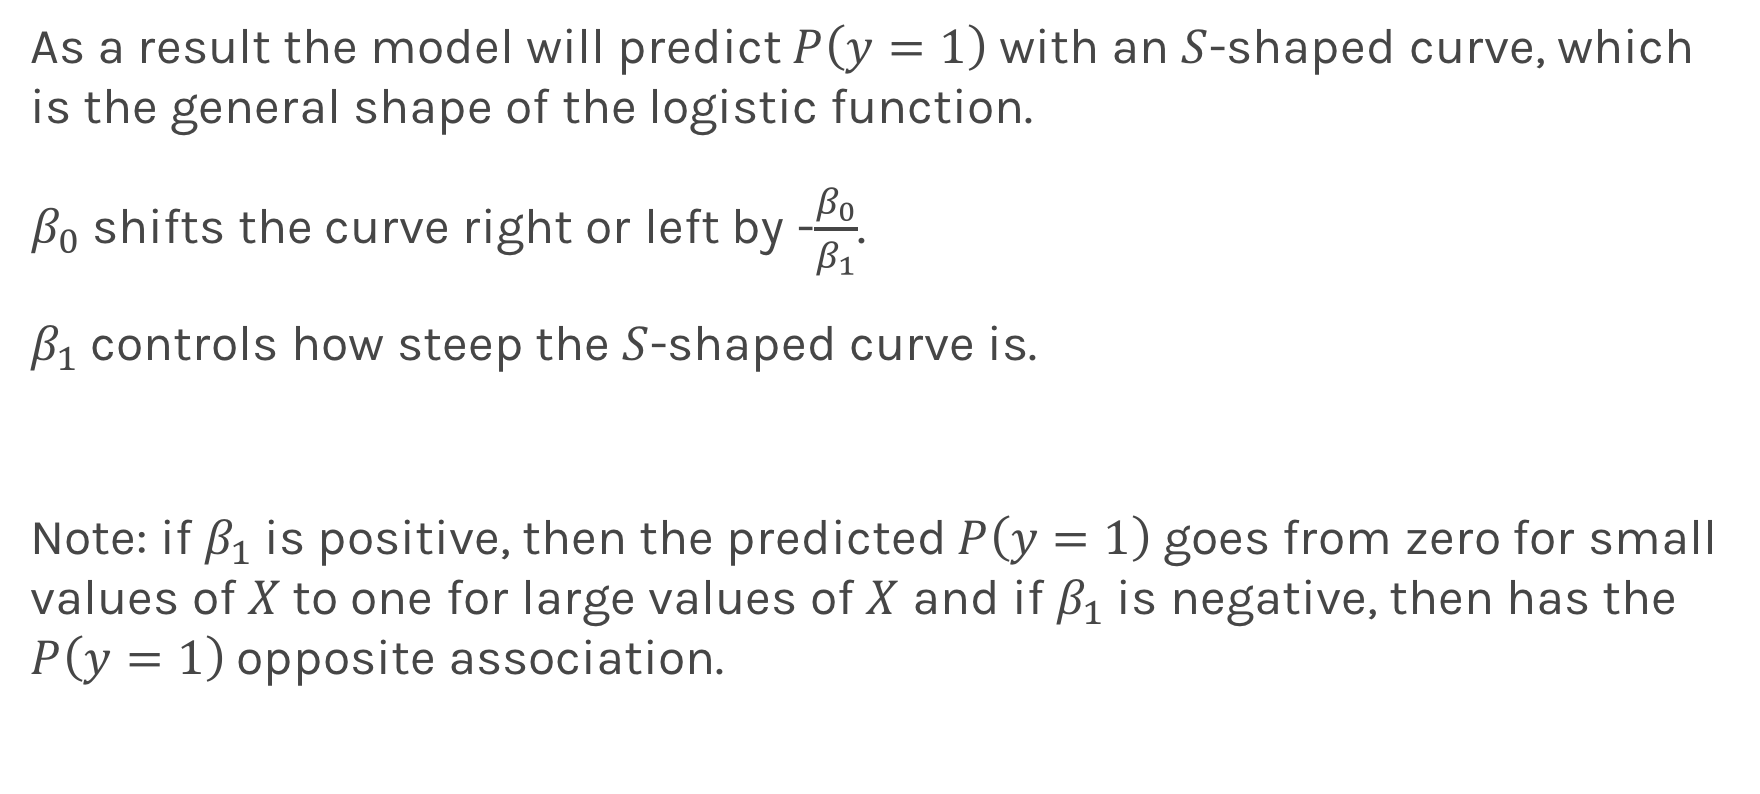 As a result the model will predict P(y = 1) with an S-shaped curve, which
is the general shape of the logistic function.
β₀ shifts the curve right or left by -β₀/β₁.
β₁ controls how steep the S-shaped curve is.
Note: if β₁ is positive, then the predicted P(y = 1) goes from zero for small
values of X to one for large values of X and if β₁ is negative, then has the
P(y = 1) opposite association.